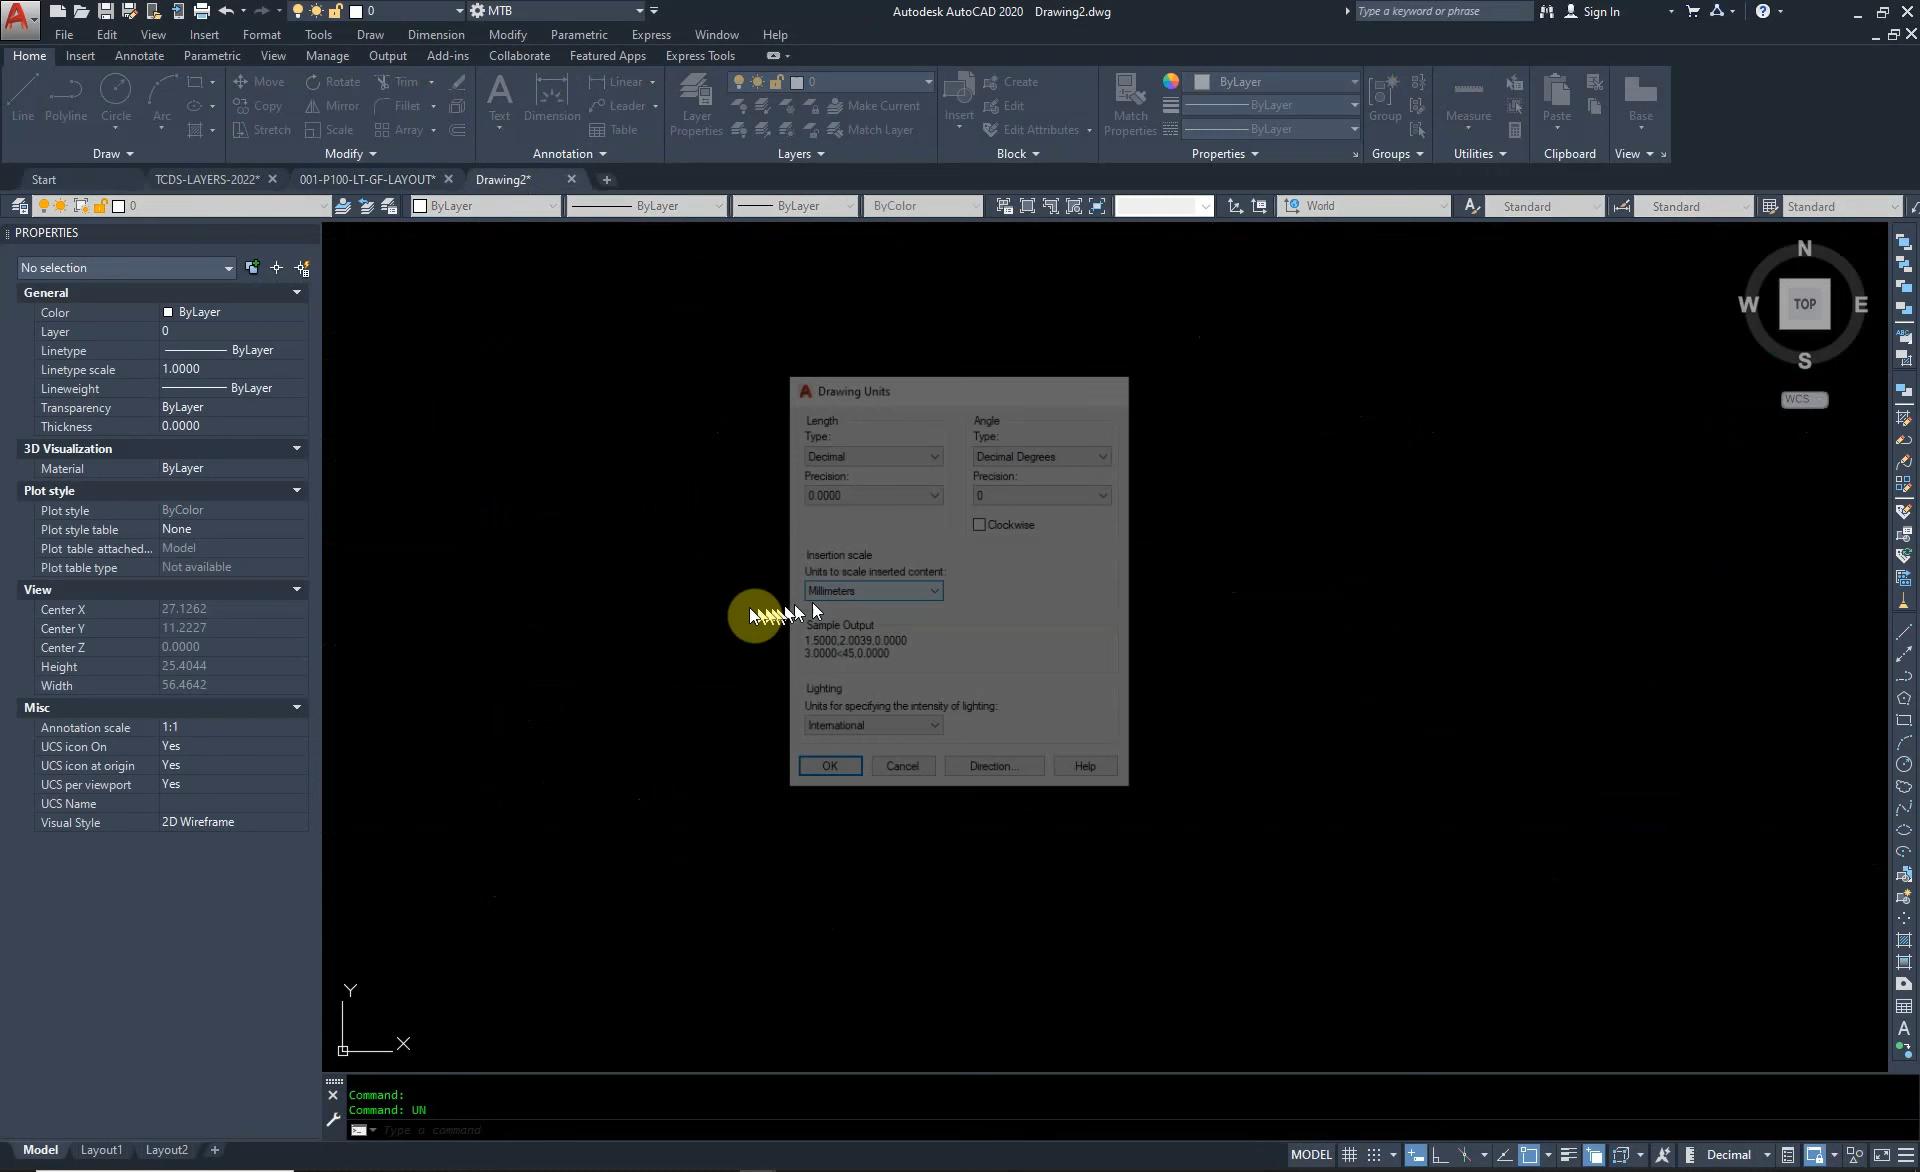 0 MTB Autodesk AutoCAD 2020 Drawing2.dwg Type a keyword or phrase Sign In
File Edit View Insert Format Tools Draw Dimension Modify Parametric Express Window Help
Home Insert Annotate Parametric View Manage Output Add-ins Collaborate Featured Apps Express Tools
Move Rotate Trim Linear 0 Create ByLayer
Copy Mirror Fillet Leader Make Current Edit ByLayer
Line Polyline Circle Arc Text Dimension Layer Properties Insert Match Properties Group Measure Paste Base
Stretch Scale Array Table Match Layer Edit Attributes ByLayer
Draw Modify Annotation Layers Block Properties Groups Utilities Clipboard View
Start TCDS-LAYERS-2022* 001-P100-LT-GF-LAYOUT* Drawing2*
0 ByLayer ByLayer ByLayer ByColor World Standard Standard Standard
PROPERTIES
No selection
General
Color ByLayer
Layer 0
Linetype ByLayer
Linetype scale 1.0000
Lineweight ByLayer
Transparency ByLayer
Thickness 0.0000
3D Visualization
Material ByLayer
Plot style
Plot style ByColor
Plot style table None
Plot table attached... Model
Plot table type Not available
View
Center X 27.1262
Center Y 11.2227
Center Z 0.0000
Height 25.4044
Width 56.4642
Misc
Annotation scale 1:1
UCS icon On Yes
UCS icon at origin Yes
UCS per viewport Yes
UCS Name
Visual Style 2D Wireframe
Drawing Units
Length
Type:
Decimal
Precision:
0.0000
Angle
Type:
Decimal Degrees
Precision:
0
Clockwise
Insertion scale
Units to scale inserted content:
Millimeters
Sample Output
1.5000,2.0039,0.0000
3.0000<45,0.0000
Lighting
Units for specifying the intensity of lighting:
International
OK Cancel Direction... Help
N
W TOP E
S
WCS
Y
X
Command:
Command: UN
Type a command
Model Layout1 Layout2 MODEL Decimal